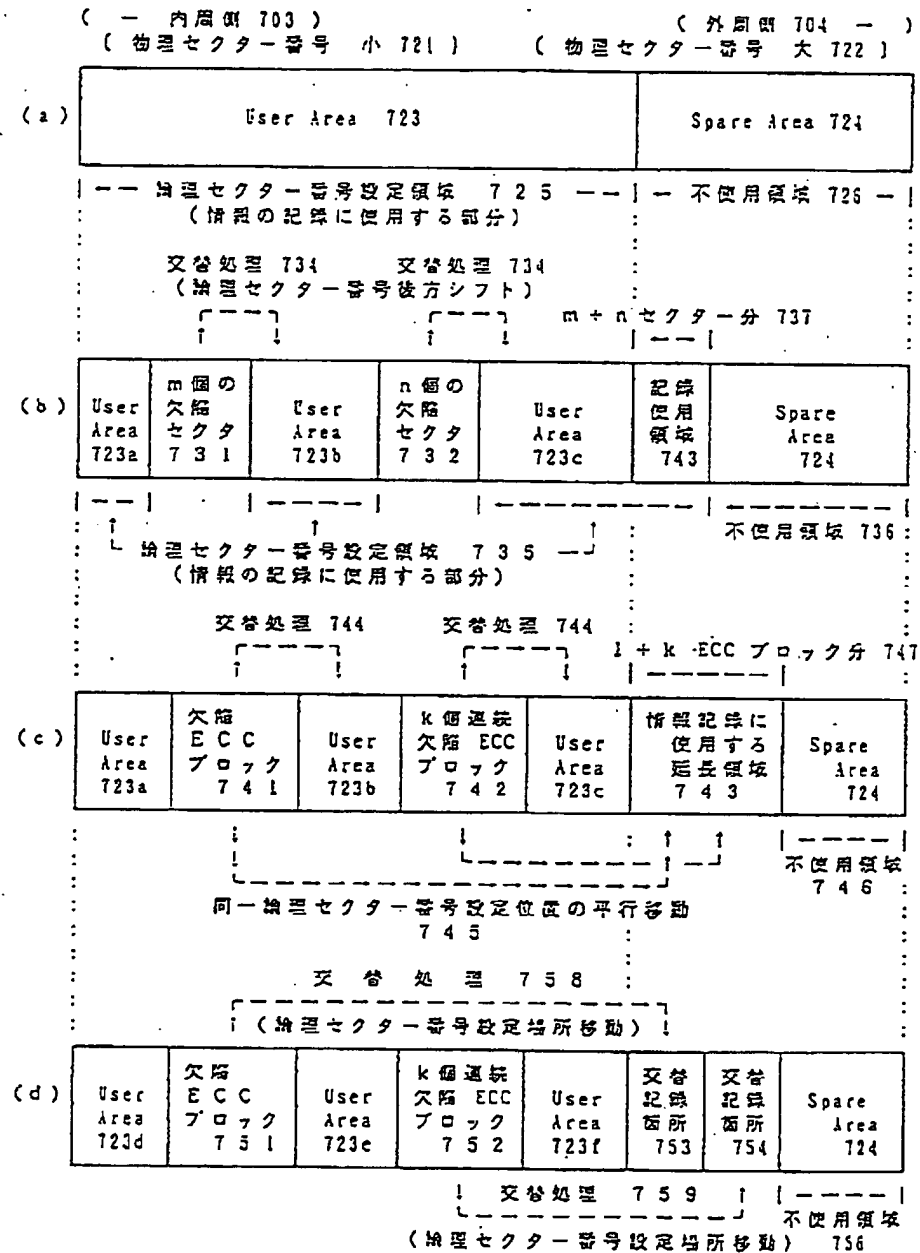 ( ― 内周側 703 ) ( 外周側 704 ― )
( 物理セクター番号 小 721 ) ( 物理セクター番号 大 722 )
(a) User Area 723 Spare Area 724
論理セクター番号設定領域 725 不使用領域 726
(情報の記録に使用する部分)
交替処理 734 交替処理 734
(論理セクター番号後方シフト)
m+nセクター分 737
(b) User Area 723a
m個の欠陥セクタ 731
User Area 723b
n個の欠陥セクタ 732
User Area 723c
記録使用領域 743
Spare Area 724
不使用領域 736
論理セクター番号設定領域 735
(情報の記録に使用する部分)
交替処理 744 交替処理 744
1 + k ECC ブロック分 747
(c) User Area 723a
欠陥 ECC ブロック 741
User Area 723b
k個連続欠陥 ECC ブロック 742
User Area 723c
情報記録に使用する延長領域 743
Spare Area 724
不使用領域 746
同一論理セクター番号設定位置の平行移動
745
交替処理 758
(論理セクター番号設定場所移動)
(d) User Area 723d
欠陥 ECC ブロック 751
User Area 723e
k個連続欠陥 ECC ブロック 752
User Area 723f
交替記録箇所 753
交替記録箇所 754
Spare Area 724
交替処理 759
不使用領域 756
(論理セクター番号設定場所移動)